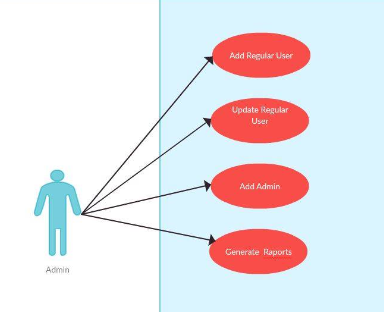 Add Regular User
Update Regular
User
Add Admin
Generate Raports
Admin